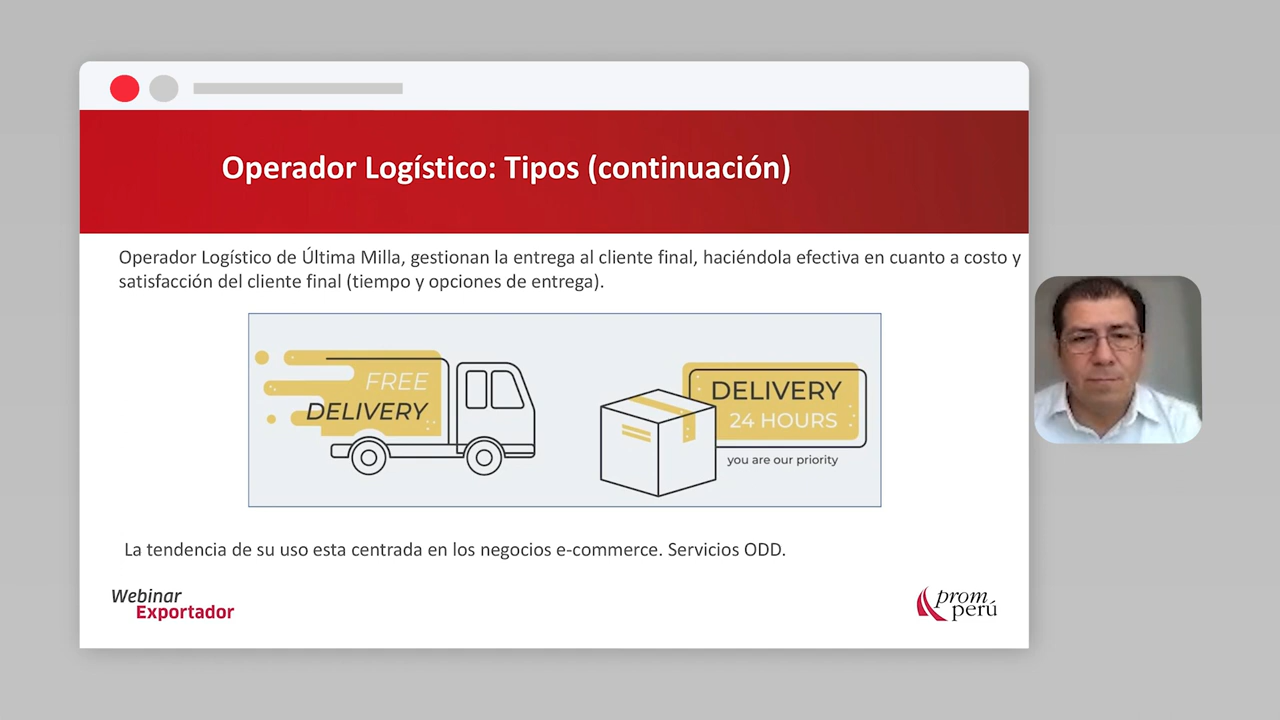 Operador Logístico: Tipos (continuación)
Operador Logístico de Última Milla, gestionan la entrega al cliente final, haciéndola efectiva en cuanto a costo y
satisfacción del cliente final (tiempo y opciones de entrega).
FREE
DELIVERY
DELIVERY
24 HOURS
you are our priority
La tendencia de su uso esta centrada en los negocios e-commerce. Servicios ODD.
Webinar
Exportador
prom
perú